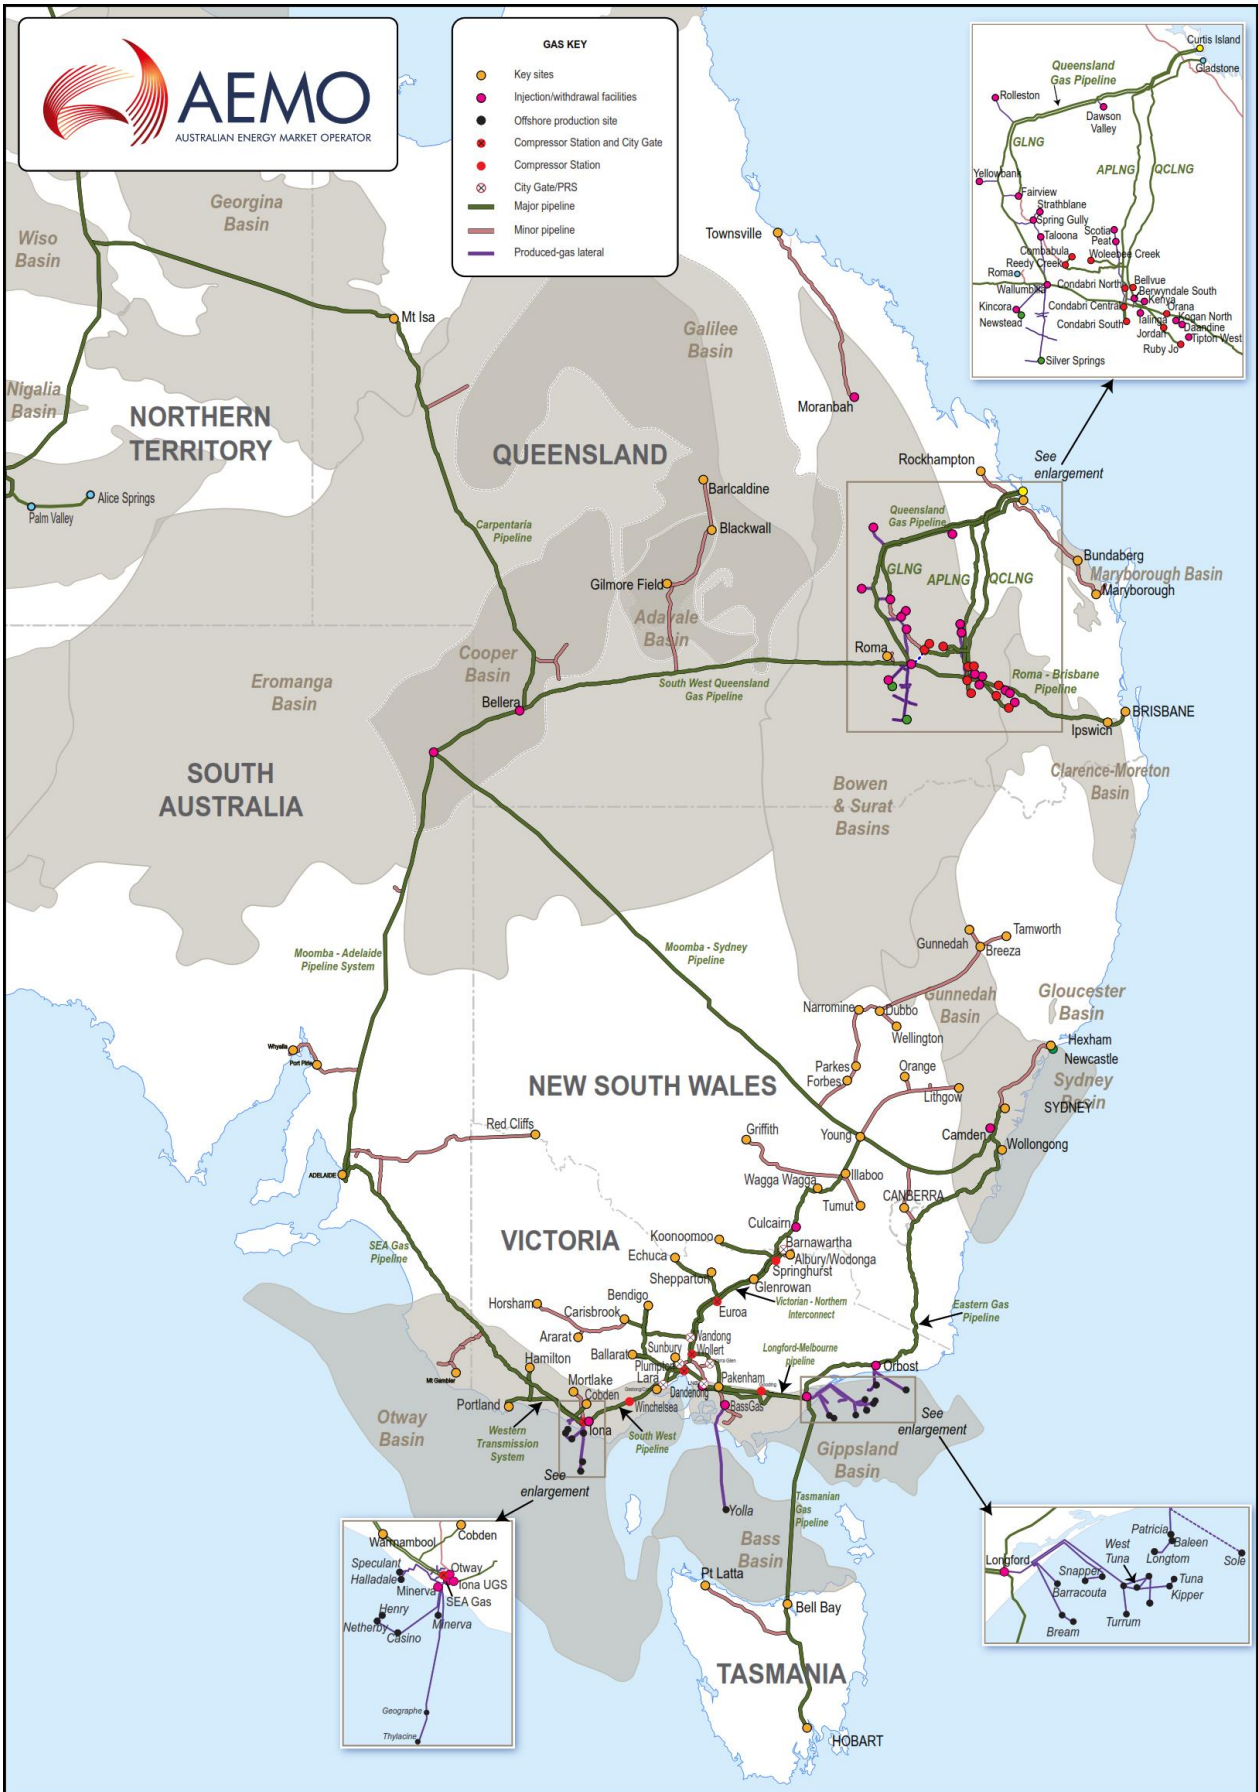 AEMO
AUSTRALIAN ENERGY MARKET OPERATOR
GAS KEY
Key sites
Injection/withdrawal facilities
Offshore production site
Compressor Station and City Gate
Compressor Station
City Gate/PRS
Major pipeline
Minor pipeline
Produced-gas lateral
Curtis Island
Gladstone
Queensland
Gas Pipeline
Rolleston
Dawson
Valley
GLNG
APLNG
QCLNG
Yellowbank
Fairview
Strathblane
Spring Gully
Taloona
Scotia
Peat
Combabula
Woleebee Creek
Reedy Creek
Roma
Wallumbilla
Condabri North
Bellvue
Berwyndale South
Kenya
Kincora
Newstead
Condabri Central
Orana
Talinga
Kogan North
Condabri South
Daandine
Jordan
Tipton West
Ruby Jo
Silver Springs
See
enlargement
Georgina
Basin
Wiso
Basin
Townsville
Mt Isa
Galilee
Basin
Nigalia
Basin
NORTHERN
TERRITORY
Moranbah
QUEENSLAND
Rockhampton
Alice Springs
Palm Valley
Barlcaldine
Blackwall
Carpentaria
Pipeline
Queensland
Gas Pipeline
Gilmore Field
Adavale
Basin
GLNG
APLNG
QCLNG
Bundaberg
Maryborough Basin
Maryborough
Cooper
Basin
Roma
Eromanga
Basin
South West Queensland
Gas Pipeline
Roma - Brisbane
Pipeline
Bellera
BRISBANE
Ipswich
SOUTH
AUSTRALIA
Bowen
& Surat
Basins
Clarence-Moreton
Basin
Moomba - Adelaide
Pipeline System
Moomba - Sydney
Pipeline
Tamworth
Gunnedah
Breeza
Gunnedah
Basin
Gloucester
Basin
Narromine
Dubbo
Wellington
Hexham
Newcastle
Whyalla
Port Pirie
Parkes
Forbes
Orange
Lithgow
Sydney
Basin
SYDNEY
NEW SOUTH WALES
Red Cliffs
Griffith
Young
Camden
Wollongong
ADELAIDE
Wagga Wagga
Illaboo
Tumut
CANBERRA
Culcairn
VICTORIA
Koonoomoo
Barnawartha
Albury/Wodonga
Echuca
Springhurst
Shepparton
Glenrowan
SEA Gas
Pipeline
Victorian - Northern
Interconnect
Eastern Gas
Pipeline
Horsham
Carisbrook
Bendigo
Euroa
Ararat
Wandong
Wollert
Sunbury
Ballarat
Plumpton
Longford-Melbourne
pipeline
Orbost
Hamilton
Lara
Pakenham
Mt Gambier
Mortlake
Dandenong
Cobden
Portland
Winchelsea
BassGas
Iona
Otway
Basin
Western
Transmission
System
South West
Pipeline
Gippsland
Basin
See
enlargement
See
enlargement
Yolla
Tasmanian
Gas
Pipeline
Bass
Basin
Pt Latta
Bell Bay
TASMANIA
HOBART
Warrnambool
Cobden
Speculant
Halladale
Otway
Iona UGS
Minerva
SEA Gas
Henry
Netherby
Casino
Minerva
Geographe
Thylacine
Longford
Patricia
Baleen
West
Tuna
Longtom
Sole
Snapper
Barracouta
Tuna
Kipper
Bream
Turrum